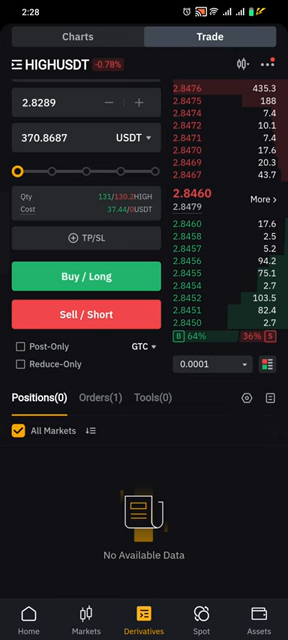 2:28
Charts Trade
HIGHUSDT -0.78%
2.8289
370.8687 USDT
Qty 131/130.2HIGH
Cost 37.44/0USDT
TP/SL
Buy / Long
Sell / Short
Post-Only GTC
Reduce-Only
2.8476 435.3
2.8475 188
2.8474 7.4
2.8472 10.1
2.8471 7.4
2.8470 17.6
2.8469 20.3
2.8468 43.7
2.8460
2.8479
More >
2.8460 17.6
2.8458 2.5
2.8457 5.2
2.8456 94.2
2.8455 75.1
2.8454 2.7
2.8452 103.5
2.8451 82.4
2.8450 2.7
B 64% 36% S
0.0001
Positions(0) Orders(1) Tools(0)
All Markets
No Available Data
Home Markets Derivatives Spot Assets